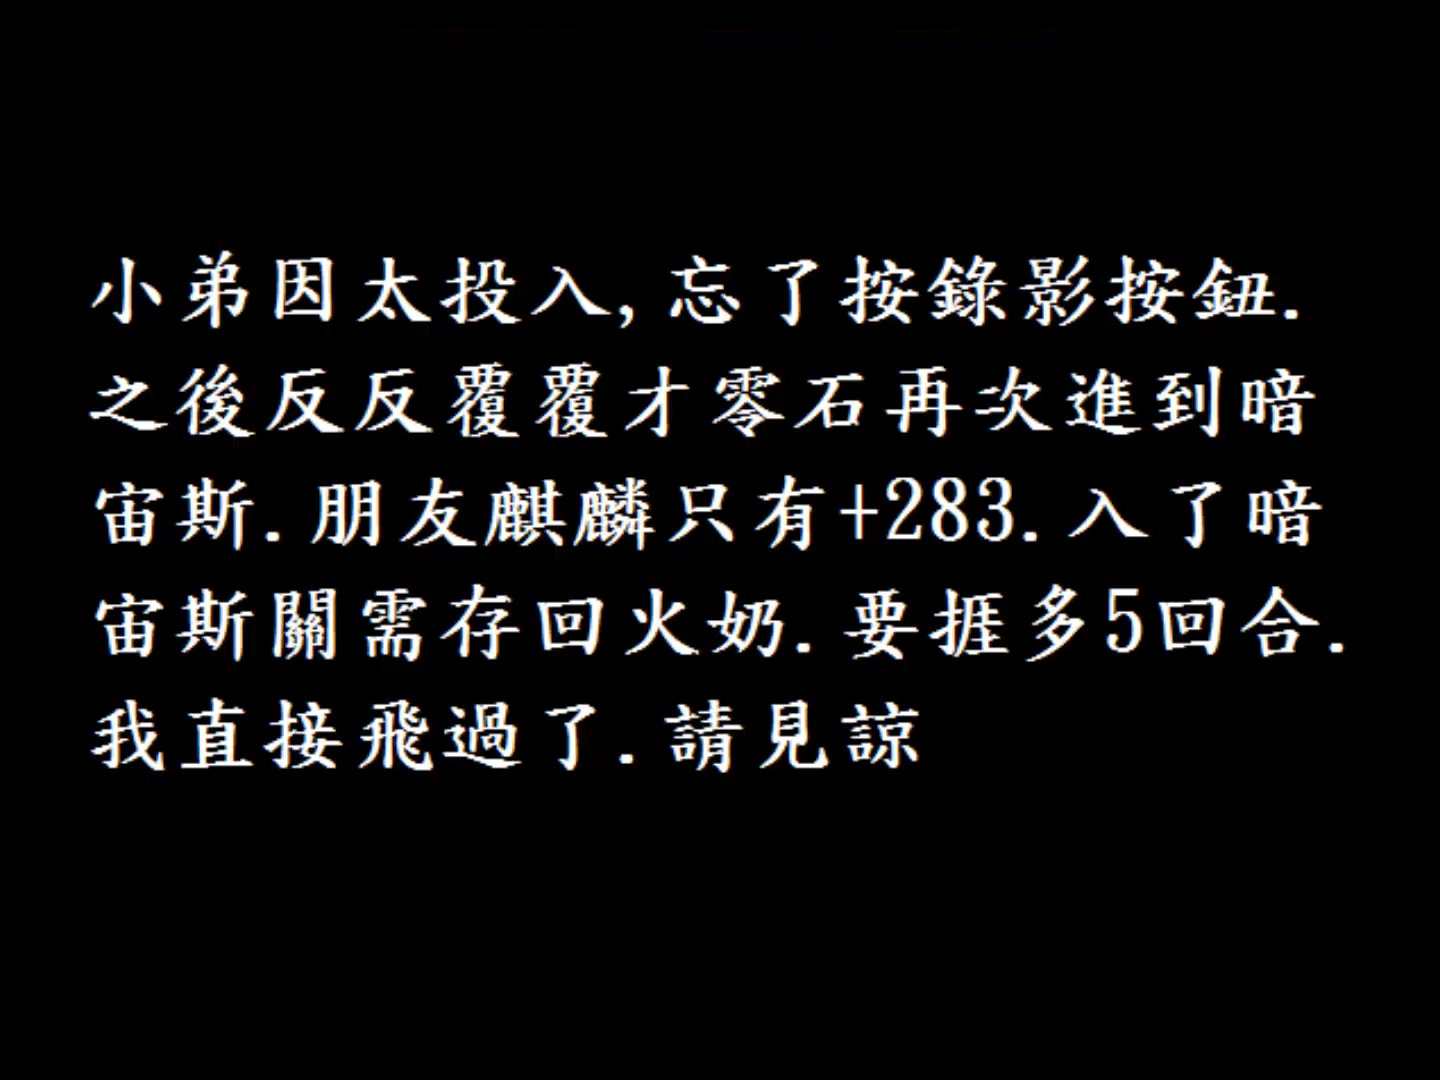 小弟因太投入,忘了按錄影按鈕.
之後反反覆覆才零石再次進到暗
宙斯.朋友麒麟只有+283.入了暗
宙斯關需存回火奶.要捱多5回合.
我直接飛過了.請見諒